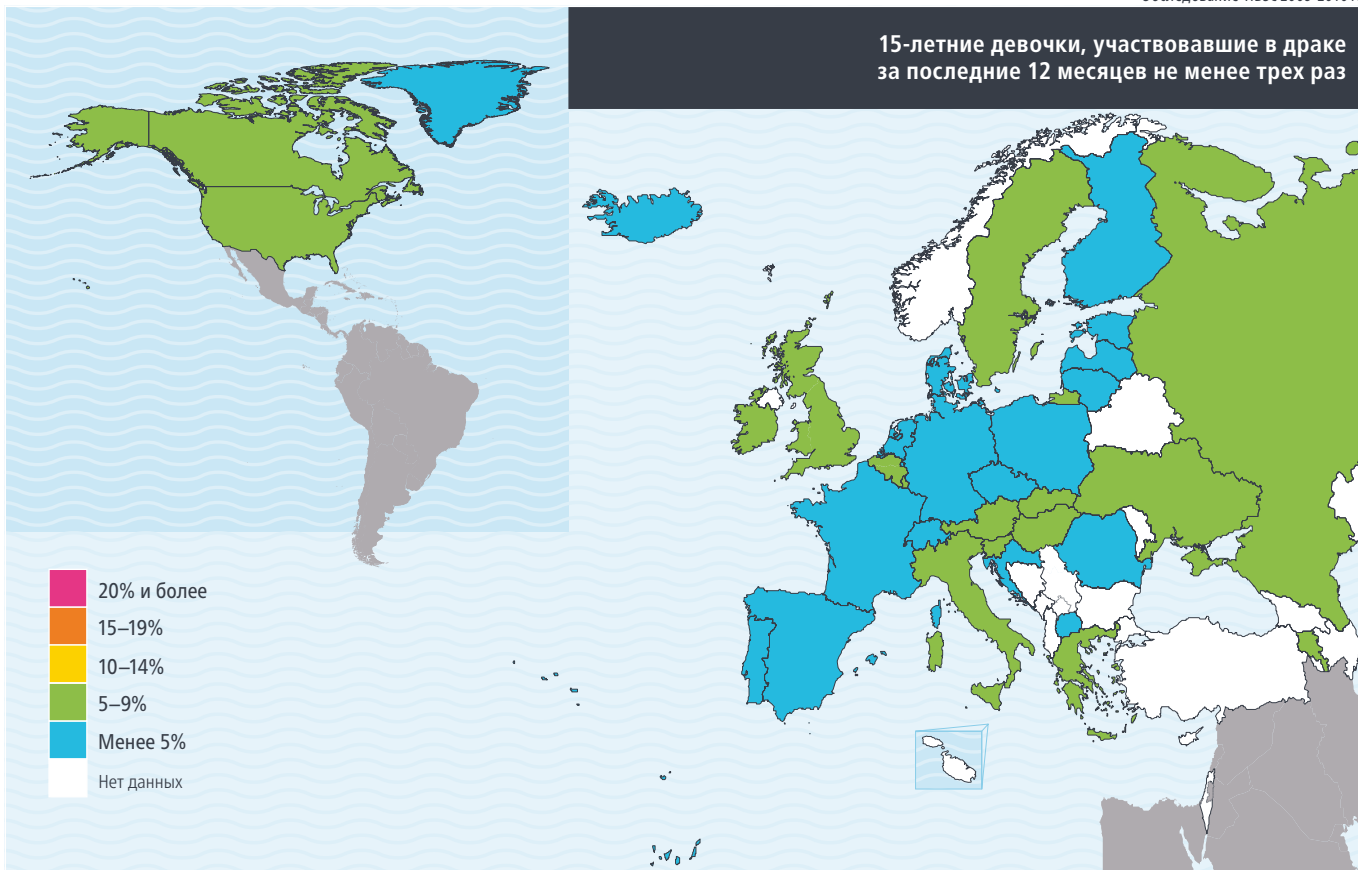 15-летние девочки, участвовавшие в драке
за последние 12 месяцев не менее трех раз
20% и более
15–19%
10–14%
5–9%
Менее 5%
Нет данных